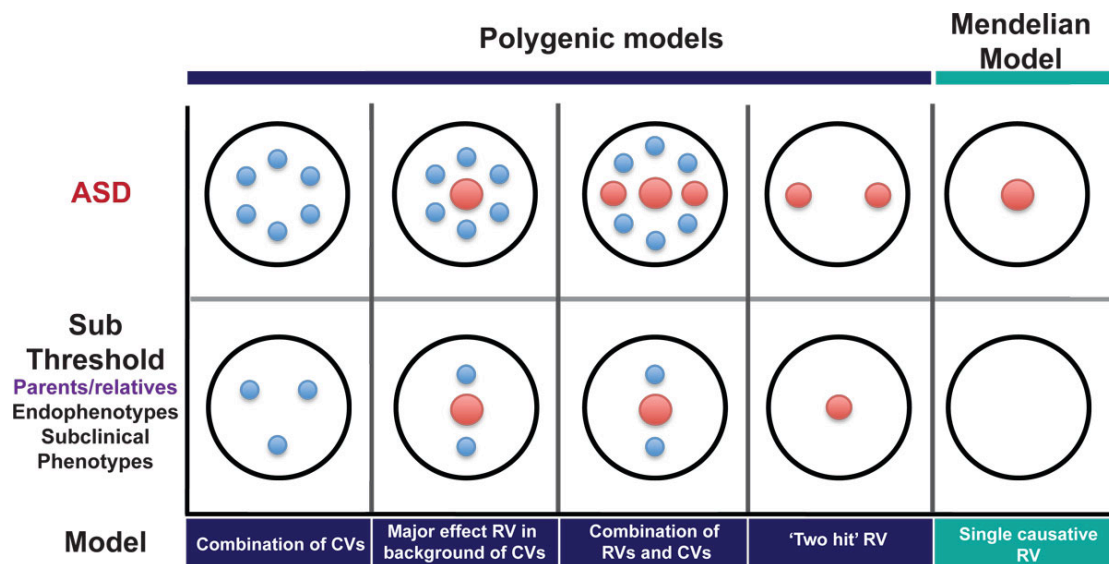 Polygenic models
Mendelian
Model
ASD
Sub
Threshold
Parents/relatives
Endophenotypes
Subclinical
Phenotypes
Model
Combination of CVs
Major effect RV in
background of CVs
Combination of
RVs and CVs
‘Two hit’ RV
Single causative
RV